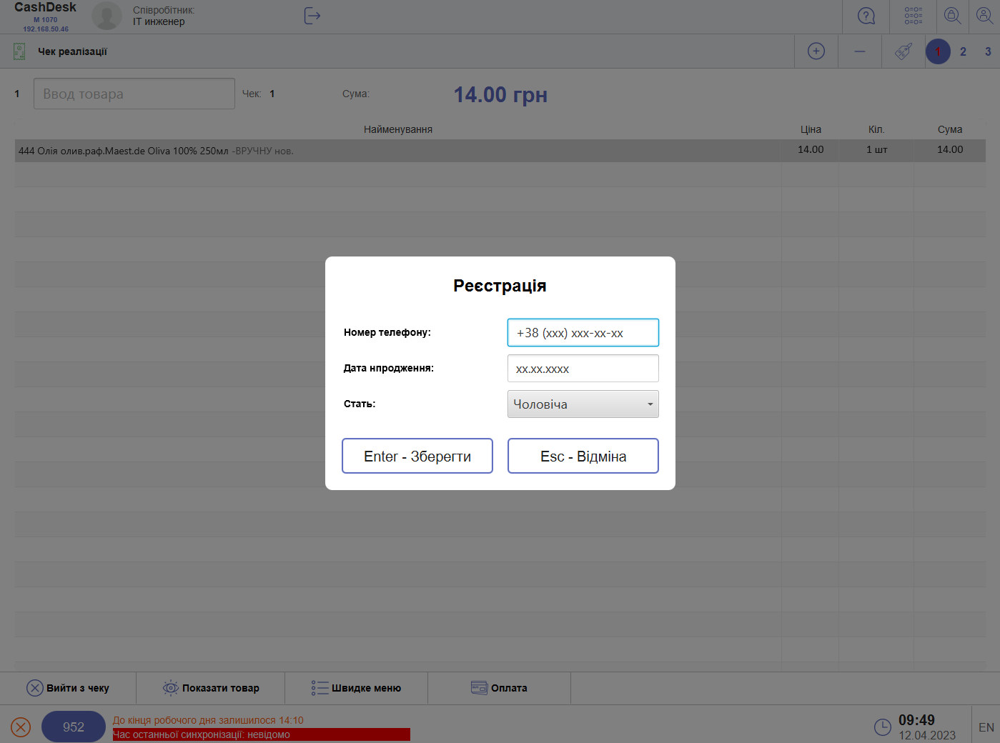 CashDesk
М 1070
192.168.50.46
Співробітник:
ІТ инженер
Чек реалізації
1 2 3
1 Ввод товара Чек: 1 Сума: 14.00 грн
Найменування Ціна Кіл. Сума
444 Олія олив.раф.Maest.de Oliva 100% 250мл -ВРУЧНУ нов. 14.00 1 шт 14.00
Реєстрація
Номер телефону: +38 (xxx) xxx-xx-xx
Дата нпродження: xx.xx.xxxx
Стать: Чоловіча
Enter - Зберегти Esc - Відміна
Вийти з чеку Показати товар Швидке меню Оплата
952
До кінця робочого дня залишилося 14:10
Час останньої синхронізації: невідомо
09:49
12.04.2023
EN